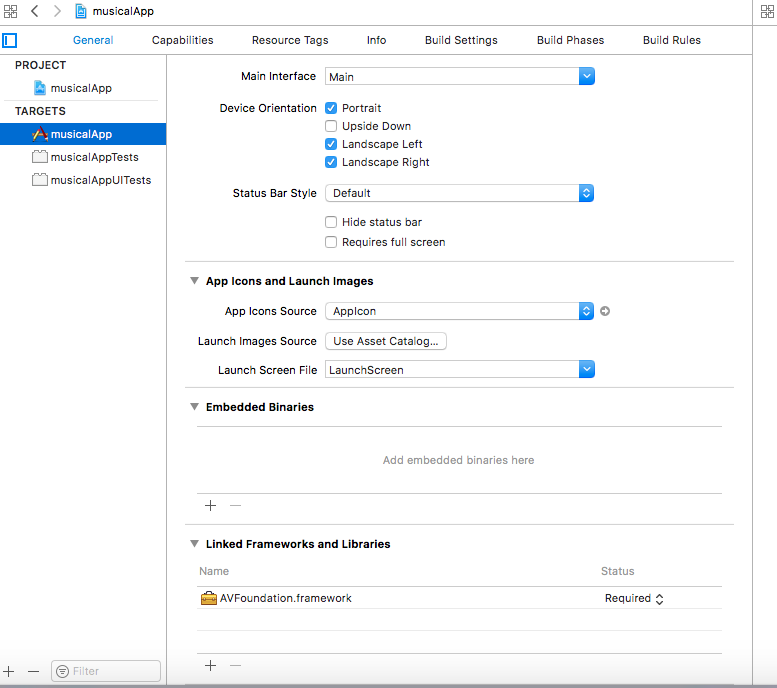 musicalApp
General Capabilities Resource Tags Info Build Settings Build Phases Build Rules
PROJECT
musicalApp
TARGETS
musicalApp
musicalAppTests
musicalAppUITests
Filter
Main Interface Main
Device Orientation Portrait
Upside Down
Landscape Left
Landscape Right
Status Bar Style Default
Hide status bar
Requires full screen
App Icons and Launch Images
App Icons Source AppIcon
Launch Images Source Use Asset Catalog...
Launch Screen File LaunchScreen
Embedded Binaries
Add embedded binaries here
Linked Frameworks and Libraries
Name Status
AVFoundation.framework Required